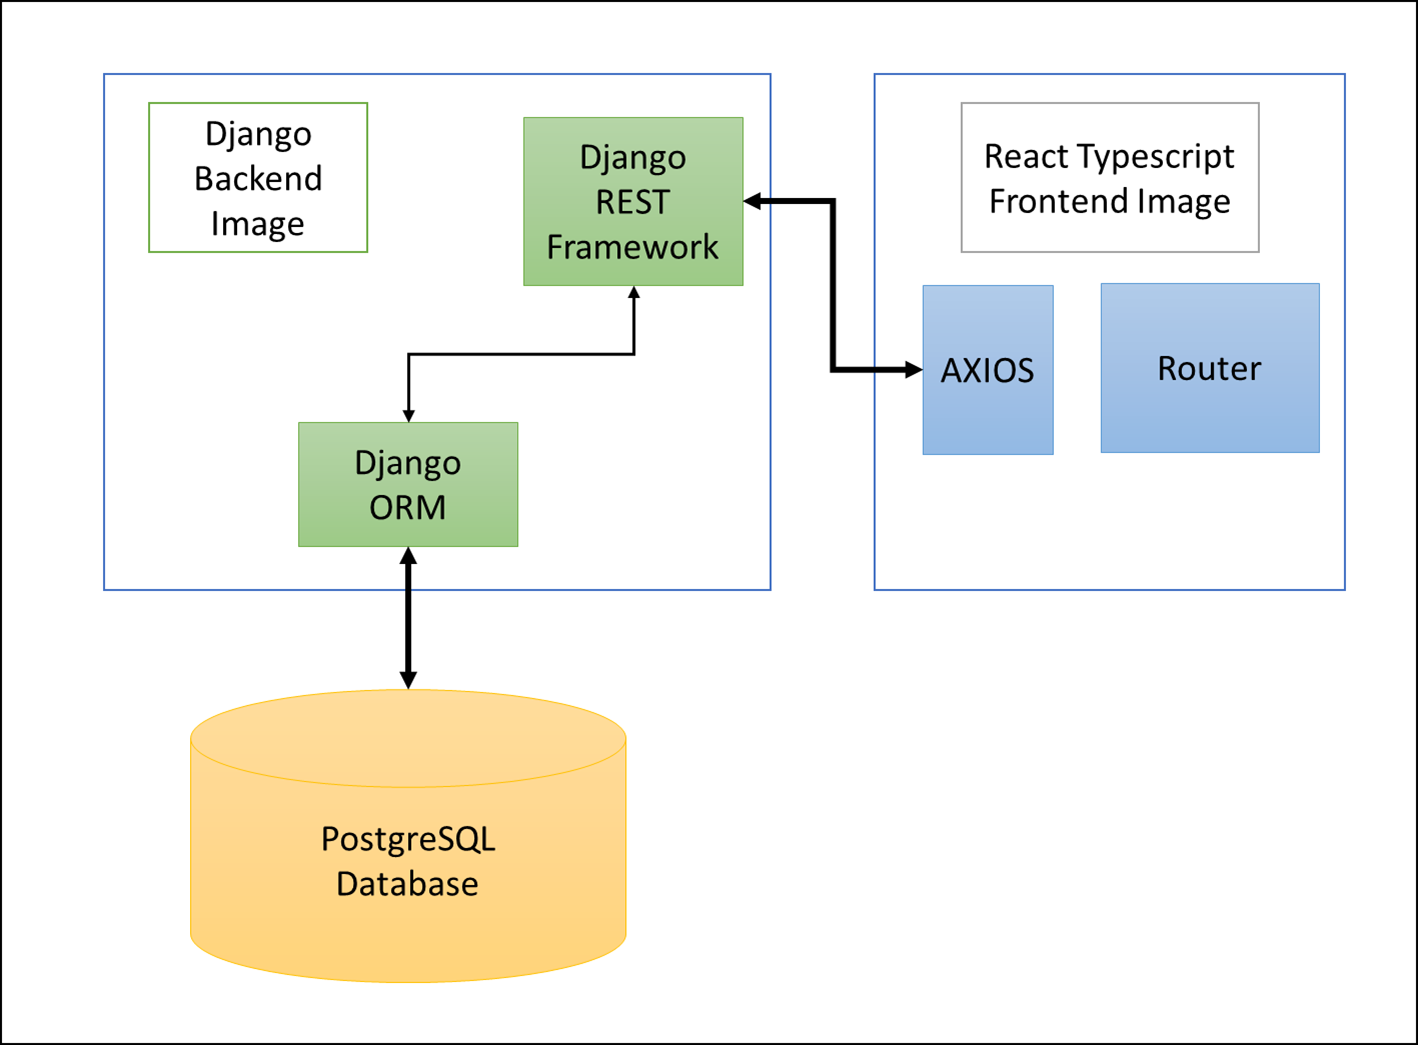 Django
Backend
Image
Django
REST
Framework
React Typescript
Frontend Image
AXIOS
Router
Django
ORM
PostgreSQL
Database